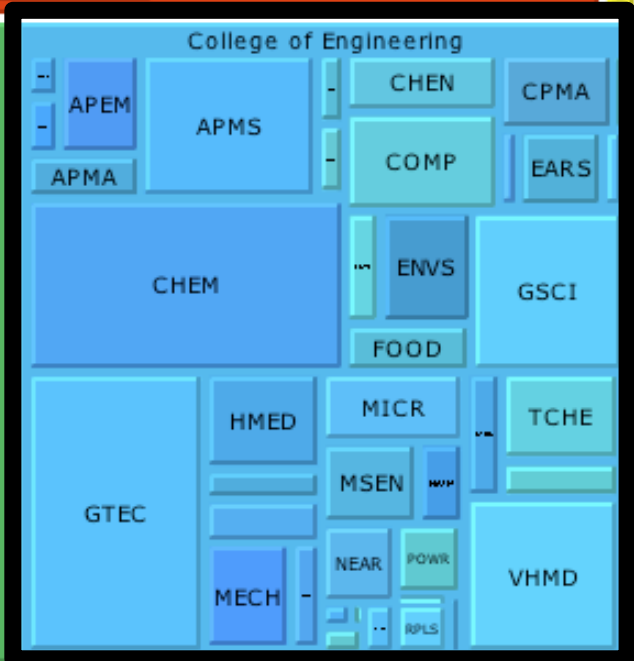 College of Engineering
APEM
APMS
CHEN
CPMA
APMA
COMP
EARS
CHEM
ENVS
GSCI
FOOD
GTEC
HMED
MICR
TCHE
MSEN
MECH
NEAR
POWR
VHMD
RPLS